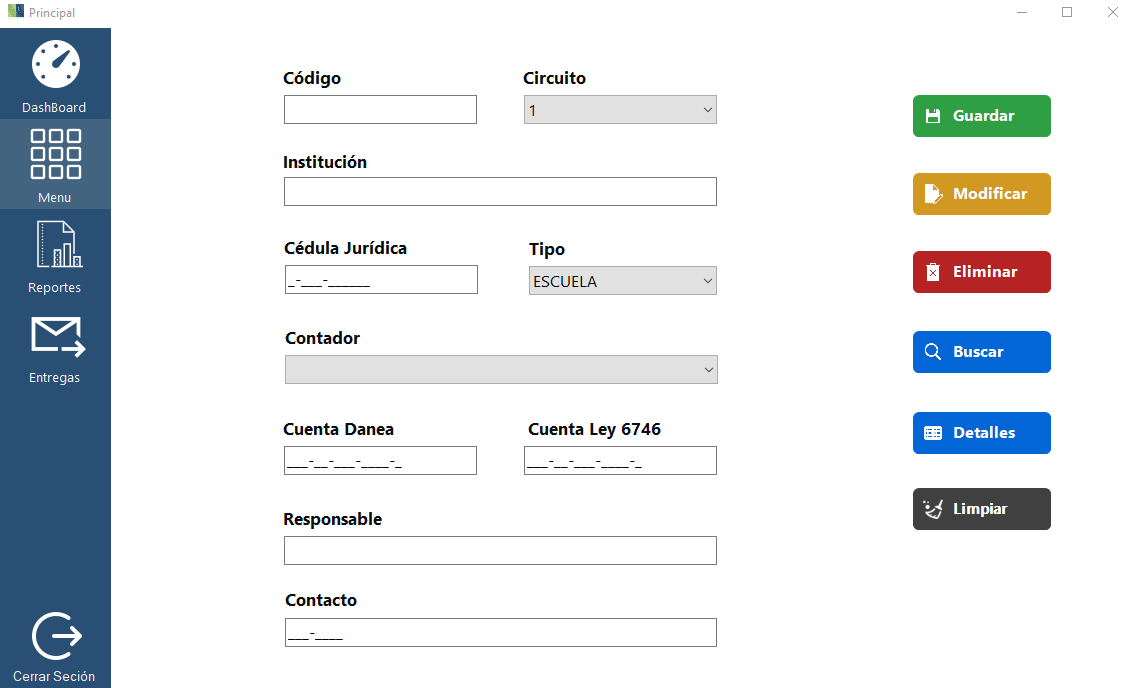 Principal
DashBoard
Menu
Reportes
Entregas
Cerrar Seción
Código
Circuito
1
Institución
Cédula Jurídica
Tipo
_-___-______
ESCUELA
Contador
Cuenta Danea
Cuenta Ley 6746
___-__-___-____-_
___-__-___-____-_
Responsable
Contacto
___-____
Guardar
Modificar
Eliminar
Buscar
Detalles
Limpiar